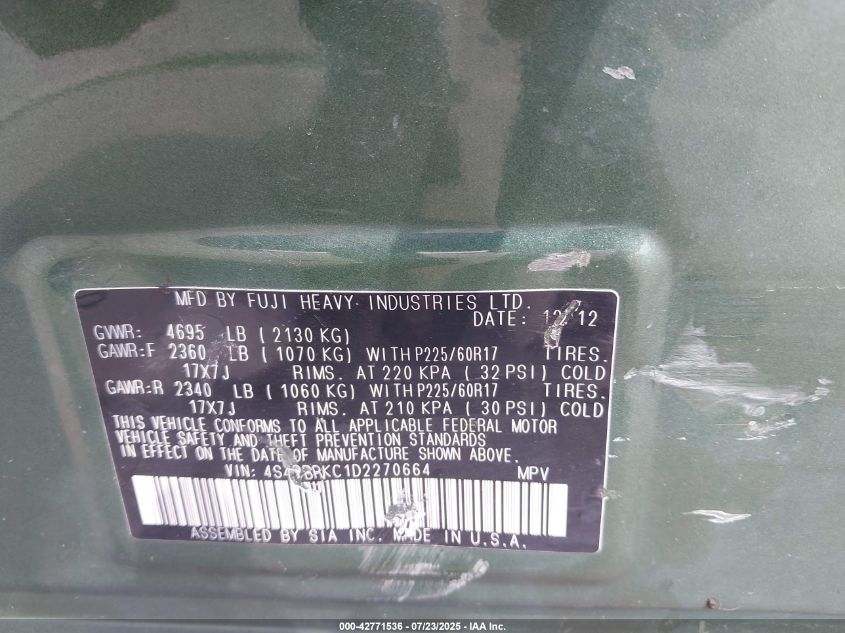 MFD BY FUJI HEAVY INDUSTRIES LTD.
DATE: 12/12
GVWR: 4695 LB ( 2130 KG)
GAWR:F 2360 LB ( 1070 KG) WITH P225/60R17 TIRES.
17X7J RIMS. AT 220 KPA ( 32 PSI) COLD
GAWR:R 2340 LB ( 1060 KG) WITH P225/60R17 TIRES.
17X7J RIMS. AT 210 KPA ( 30 PSI) COLD
THIS VEHICLE CONFORMS TO ALL APPLICABLE FEDERAL MOTOR
VEHICLE SAFETY AND THEFT PREVENTION STANDARDS
IN EFFECT ON THE DATE OF MANUFACTURE SHOWN ABOVE.
VIN: MPV
ASSEMBLED BY SIA INC. MADE IN U.S.A.
000-42771536 - 07/23/2025 - IAA Inc.